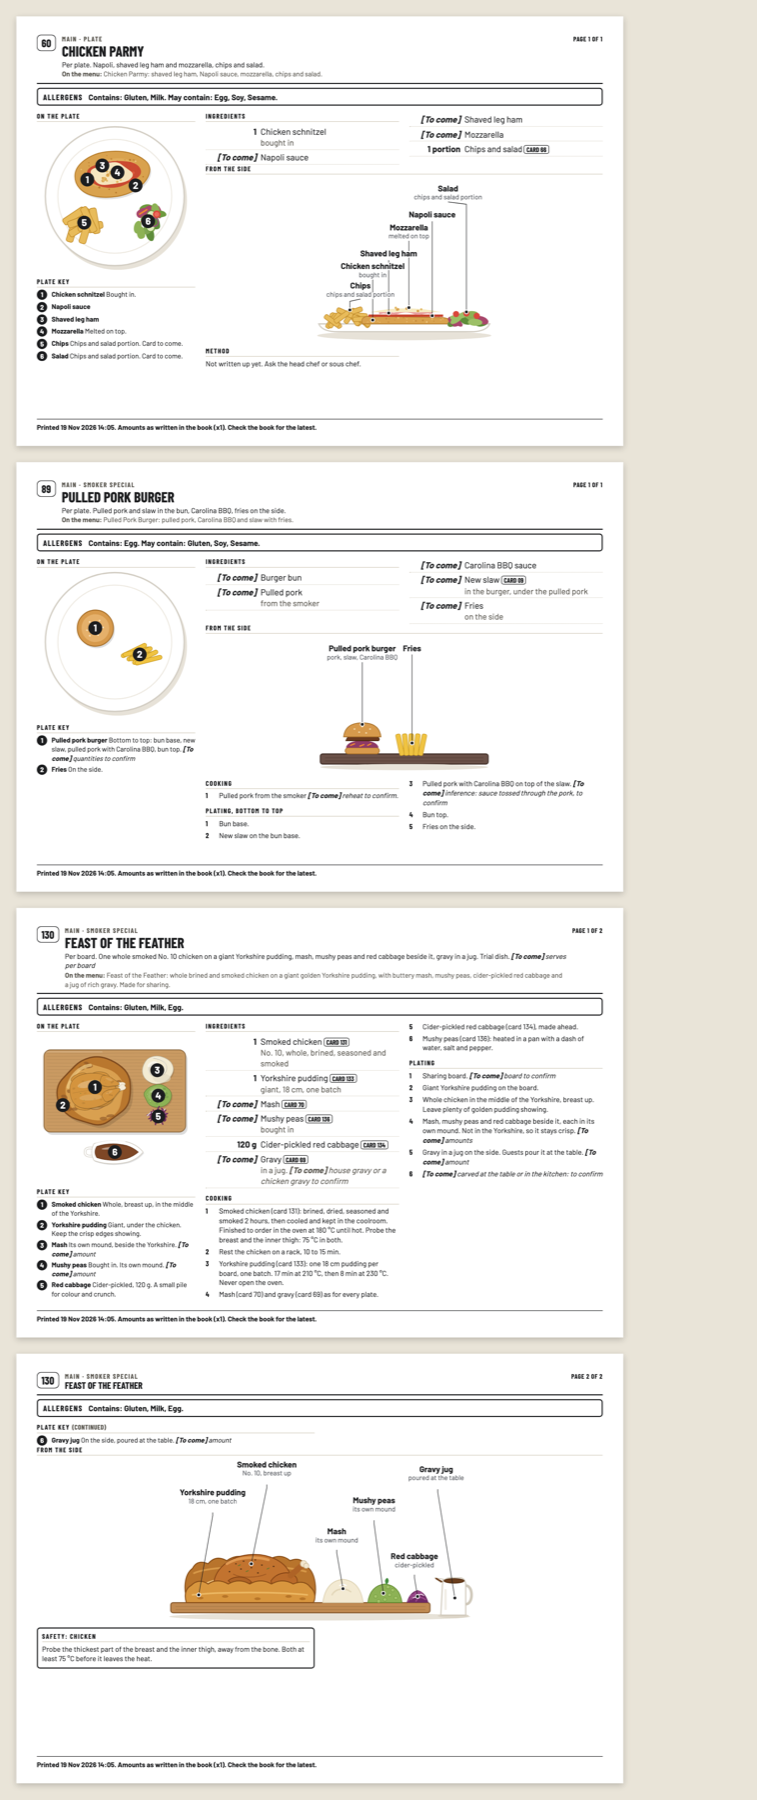 60
MAIN · PLATE
PAGE 1 OF 1
CHICKEN PARMY
Per plate. Napoli, shaved leg ham and mozzarella, chips and salad.
On the menu: Chicken Parmy: shaved leg ham, Napoli sauce, mozzarella, chips and salad.
ALLERGENS Contains: Gluten, Milk. May contain: Egg, Soy, Sesame.
ON THE PLATE
3
4
1
2
5
6
PLATE KEY
1 Chicken schnitzel Bought in.
2 Napoli sauce
3 Shaved leg ham
4 Mozzarella Melted on top.
5 Chips Chips and salad portion. Card to come.
6 Salad Chips and salad portion. Card to come.
INGREDIENTS
1 Chicken schnitzel
bought in
[To come] Napoli sauce
[To come] Shaved leg ham
[To come] Mozzarella
1 portion Chips and salad CARD 66
FROM THE SIDE
Salad
chips and salad portion
Napoli sauce
Mozzarella
melted on top
Shaved leg ham
Chicken schnitzel
bought in
Chips
chips and salad portion
METHOD
Not written up yet. Ask the head chef or sous chef.
Printed 19 Nov 2026 14:05. Amounts as written in the book (x1). Check the book for the latest.
89
MAIN · SMOKER SPECIAL
PAGE 1 OF 1
PULLED PORK BURGER
Per plate. Pulled pork and slaw in the bun, Carolina BBQ, fries on the side.
On the menu: Pulled Pork Burger: pulled pork, Carolina BBQ and slaw with fries.
ALLERGENS Contains: Egg. May contain: Gluten, Soy, Sesame.
ON THE PLATE
1
2
PLATE KEY
1 Pulled pork burger Bottom to top: bun base, new
slaw, pulled pork with Carolina BBQ, bun top. [To
come] quantities to confirm
2 Fries On the side.
INGREDIENTS
[To come] Burger bun
[To come] Pulled pork
from the smoker
[To come] Carolina BBQ sauce
[To come] New slaw CARD 09
in the burger, under the pulled pork
[To come] Fries
on the side
FROM THE SIDE
Pulled pork burger
pork, slaw, Carolina BBQ
Fries
COOKING
1 Pulled pork from the smoker [To come] reheat to confirm.
PLATING, BOTTOM TO TOP
1 Bun base.
2 New slaw on the bun base.
3 Pulled pork with Carolina BBQ on top of the slaw. [To
come] inference: sauce tossed through the pork, to
confirm
4 Bun top.
5 Fries on the side.
Printed 19 Nov 2026 14:05. Amounts as written in the book (x1). Check the book for the latest.
130
MAIN · SMOKER SPECIAL
PAGE 1 OF 2
FEAST OF THE FEATHER
Per board. One whole smoked No. 10 chicken on a giant Yorkshire pudding, mash, mushy peas and red cabbage beside it, gravy in a jug. Trial dish. [To come] serves
per board
On the menu: Feast of the Feather: whole brined and smoked chicken on a giant golden Yorkshire pudding, with buttery mash, mushy peas, cider-pickled red cabbage and
a jug of rich gravy. Made for sharing.
ALLERGENS Contains: Gluten, Milk, Egg.
ON THE PLATE
1
2
3
4
5
6
PLATE KEY
1 Smoked chicken Whole, breast up, in the middle
of the Yorkshire.
2 Yorkshire pudding Giant, under the chicken.
Keep the crisp edges showing.
3 Mash Its own mound, beside the Yorkshire. [To
come] amount
4 Mushy peas Bought in. Its own mound. [To
come] amount
5 Red cabbage Cider-pickled, 120 g. A small pile
for colour and crunch.
INGREDIENTS
1 Smoked chicken CARD 131
No. 10, whole, brined, seasoned and
smoked
1 Yorkshire pudding CARD 133
giant, 18 cm, one batch
[To come] Mash CARD 70
[To come] Mushy peas CARD 136
bought in
120 g Cider-pickled red cabbage CARD 134
[To come] Gravy CARD 69
in a jug. [To come] house gravy or a
chicken gravy to confirm
COOKING
1 Smoked chicken (card 131): brined, dried, seasoned and
smoked 2 hours, then cooled and kept in the coolroom.
Finished to order in the oven at 180 °C until hot. Probe the
breast and the inner thigh: 75 °C in both.
2 Rest the chicken on a rack, 10 to 15 min.
3 Yorkshire pudding (card 133): one 18 cm pudding per
board, one batch. 17 min at 210 °C, then 8 min at 230 °C.
Never open the oven.
4 Mash (card 70) and gravy (card 69) as for every plate.
5 Cider-pickled red cabbage (card 134), made ahead.
6 Mushy peas (card 136): heated in a pan with a dash of
water, salt and pepper.
PLATING
1 Sharing board. [To come] board to confirm
2 Giant Yorkshire pudding on the board.
3 Whole chicken in the middle of the Yorkshire, breast up.
Leave plenty of golden pudding showing.
4 Mash, mushy peas and red cabbage beside it, each in its
own mound. Not in the Yorkshire, so it stays crisp. [To
come] amounts
5 Gravy in a jug on the side. Guests pour it at the table. [To
come] amount
6 [To come] carved at the table or in the kitchen: to confirm
Printed 19 Nov 2026 14:05. Amounts as written in the book (x1). Check the book for the latest.
130
MAIN · SMOKER SPECIAL
PAGE 2 OF 2
FEAST OF THE FEATHER
ALLERGENS Contains: Gluten, Milk, Egg.
PLATE KEY (CONTINUED)
6 Gravy jug On the side, poured at the table. [To come] amount
FROM THE SIDE
Smoked chicken
No. 10, breast up
Gravy jug
poured at the table
Yorkshire pudding
18 cm, one batch
Mushy peas
its own mound
Mash
its own mound
Red cabbage
cider-pickled
SAFETY: CHICKEN
Probe the thickest part of the breast and the inner thigh, away from the bone. Both at
least 75 °C before it leaves the heat.
Printed 19 Nov 2026 14:05. Amounts as written in the book (x1). Check the book for the latest.